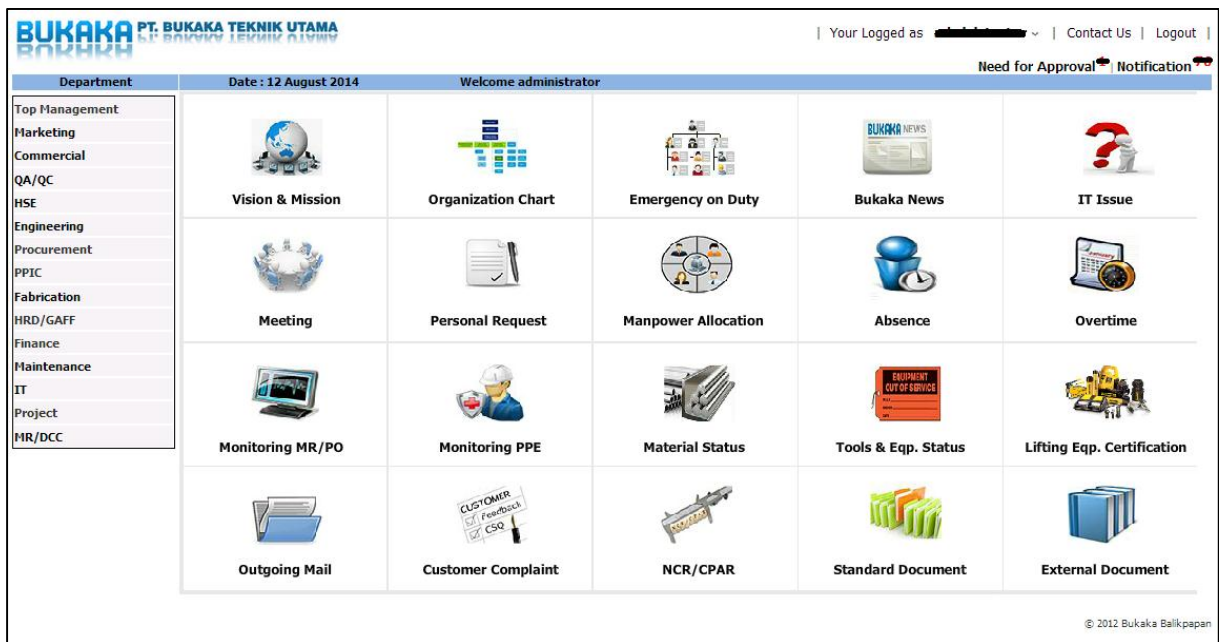 BUKAKA PT. BUKAKA TEKNIK UTAMA
| Your Logged as | Contact Us | Logout |
Need for Approval | Notification
Department Date : 12 August 2014 Welcome administrator
Top Management
Marketing
Commercial
QA/QC
HSE
Engineering
Procurement
PPIC
Fabrication
HRD/GAFF
Finance
Maintenance
IT
Project
MR/DCC
BUKAKA NEWS
Vision & Mission Organization Chart Emergency on Duty Bukaka News IT Issue
January
Meeting Personal Request Manpower Allocation Absence Overtime
EQUIPMENT
OUT OF SERVICE
Monitoring MR/PO Monitoring PPE Material Status Tools & Eqp. Status Lifting Eqp. Certification
CUSTOMER
Feedback
CSQ
Outgoing Mail Customer Complaint NCR/CPAR Standard Document External Document
© 2012 Bukaka Balikpapan